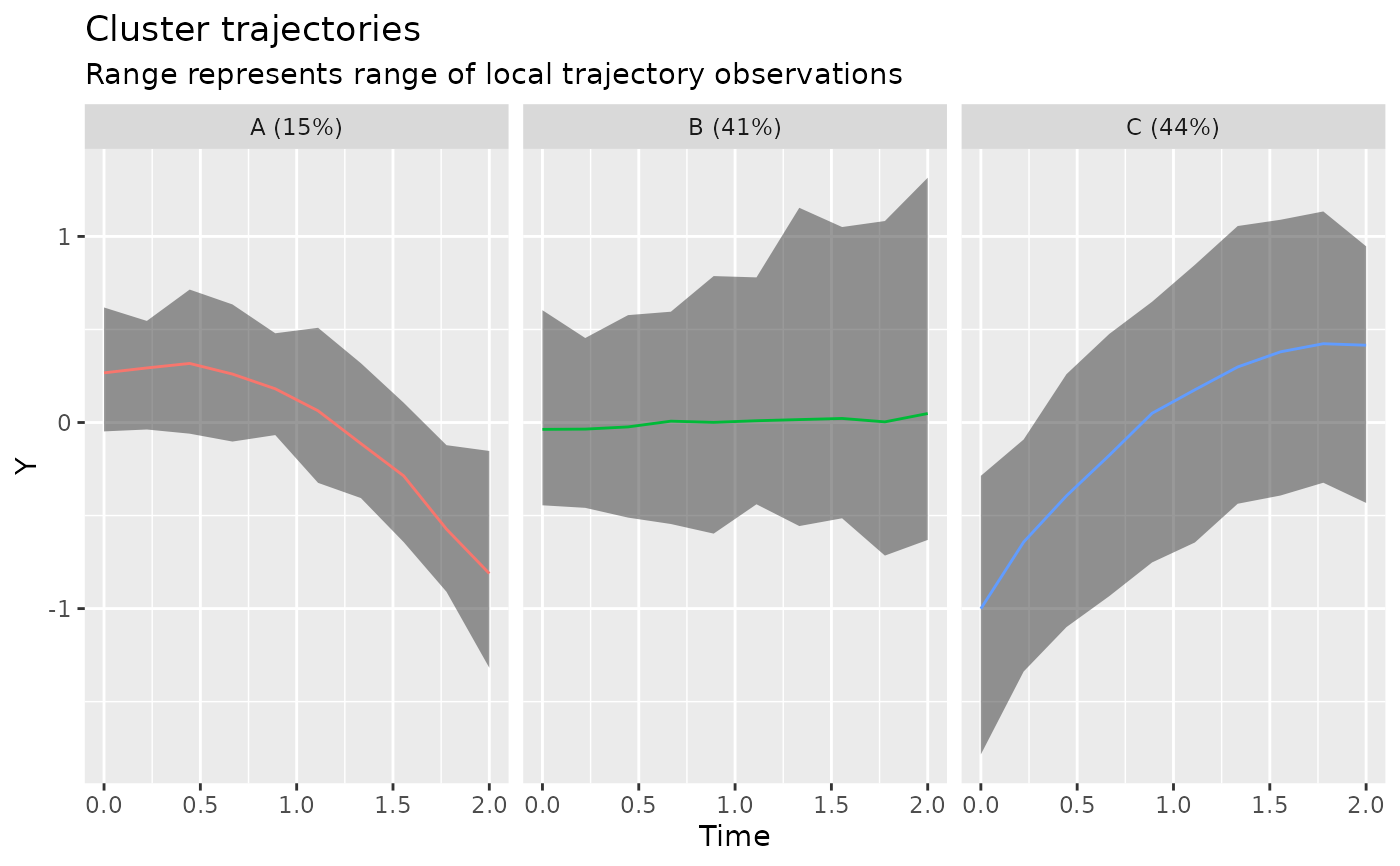 Cluster trajectories
Range represents range of local trajectory observations
A (15%) B (41%) C (44%)
1
0
-1
Y
0.0 0.5 1.0 1.5 2.0 0.0 0.5 1.0 1.5 2.0 0.0 0.5 1.0 1.5 2.0
Time